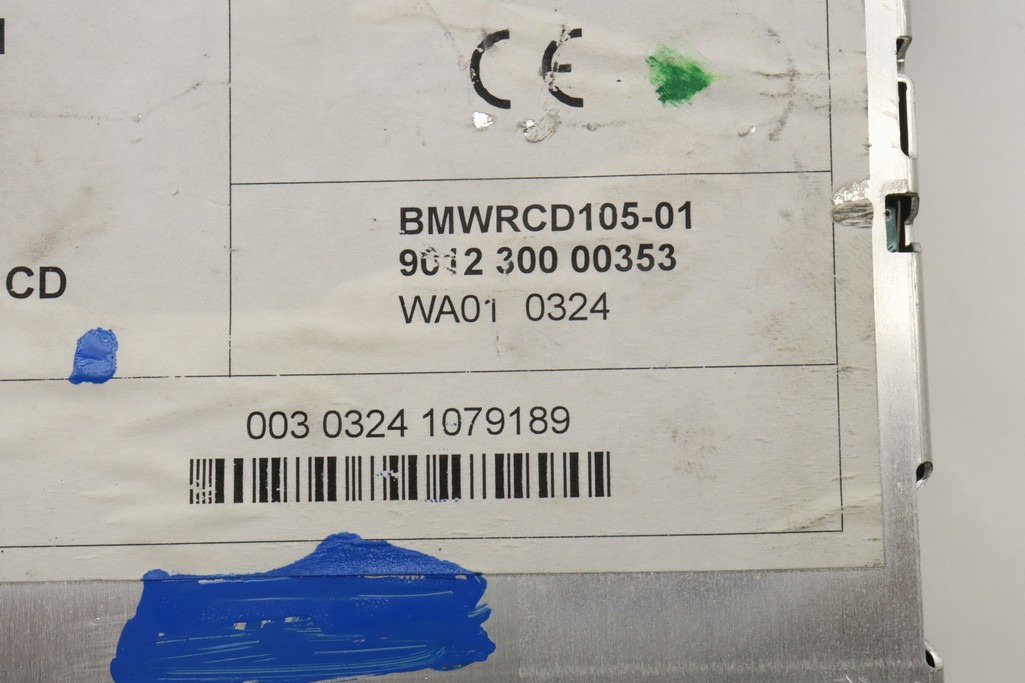 CE
BMWRCD105-01
9012 300 00353
WA01 0324
CD
003 0324 1079189